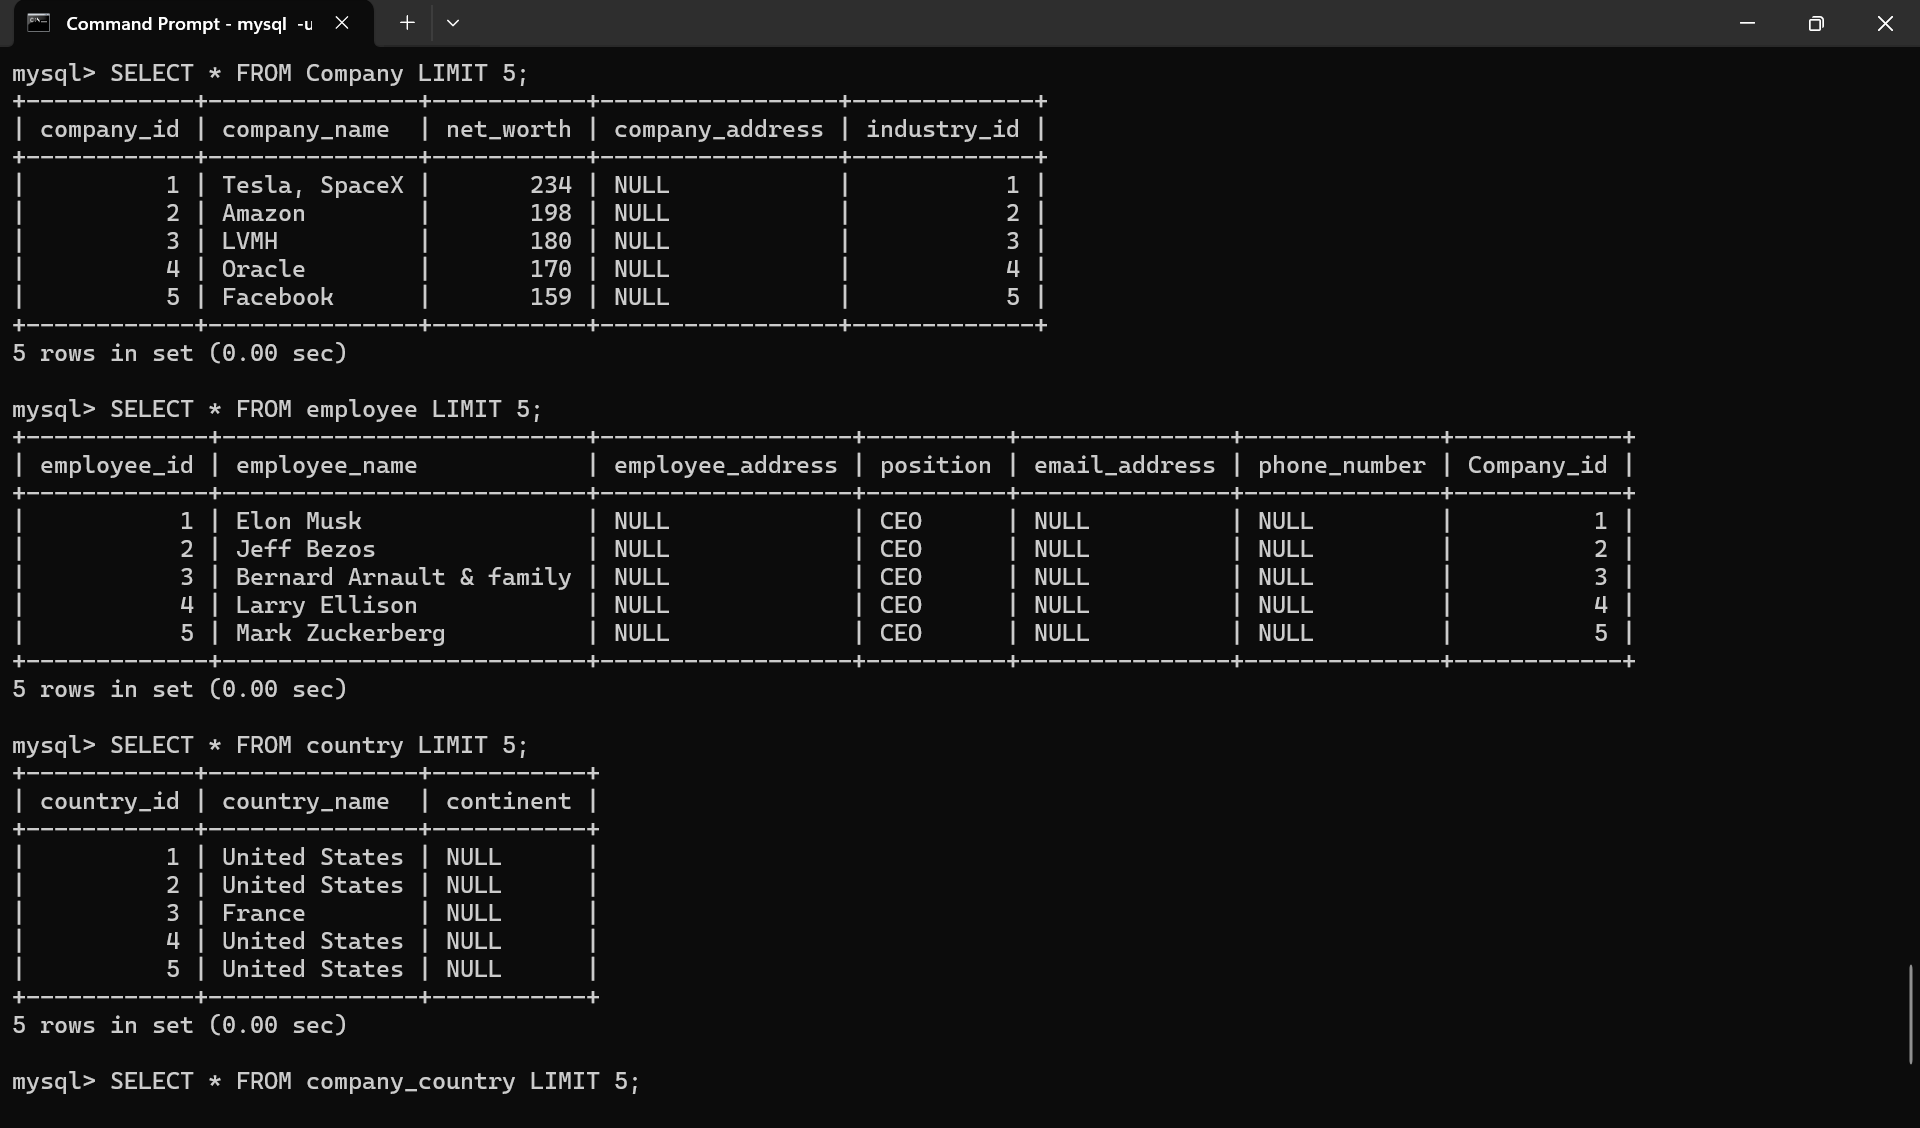 Command Prompt - mysql -u
mysql> SELECT * FROM Company LIMIT 5;
+------------+---------------+-----------+-----------------+-------------+
| company_id | company_name  | net_worth | company_address | industry_id |
+------------+---------------+-----------+-----------------+-------------+
|          1 | Tesla, SpaceX |       234 | NULL            |           1 |
|          2 | Amazon        |       198 | NULL            |           2 |
|          3 | LVMH          |       180 | NULL            |           3 |
|          4 | Oracle        |       170 | NULL            |           4 |
|          5 | Facebook      |       159 | NULL            |           5 |
+------------+---------------+-----------+-----------------+-------------+
5 rows in set (0.00 sec)
mysql> SELECT * FROM employee LIMIT 5;
+-------------+--------------------------+------------------+----------+---------------+--------------+------------+
| employee_id | employee_name            | employee_address | position | email_address | phone_number | Company_id |
+-------------+--------------------------+------------------+----------+---------------+--------------+------------+
|           1 | Elon Musk                | NULL             | CEO      | NULL          | NULL         |          1 |
|           2 | Jeff Bezos               | NULL             | CEO      | NULL          | NULL         |          2 |
|           3 | Bernard Arnault & family | NULL             | CEO      | NULL          | NULL         |          3 |
|           4 | Larry Ellison            | NULL             | CEO      | NULL          | NULL         |          4 |
|           5 | Mark Zuckerberg          | NULL             | CEO      | NULL          | NULL         |          5 |
+-------------+--------------------------+------------------+----------+---------------+--------------+------------+
5 rows in set (0.00 sec)
mysql> SELECT * FROM country LIMIT 5;
+------------+---------------+-----------+
| country_id | country_name  | continent |
+------------+---------------+-----------+
|          1 | United States | NULL      |
|          2 | United States | NULL      |
|          3 | France        | NULL      |
|          4 | United States | NULL      |
|          5 | United States | NULL      |
+------------+---------------+-----------+
5 rows in set (0.00 sec)
mysql> SELECT * FROM company_country LIMIT 5;